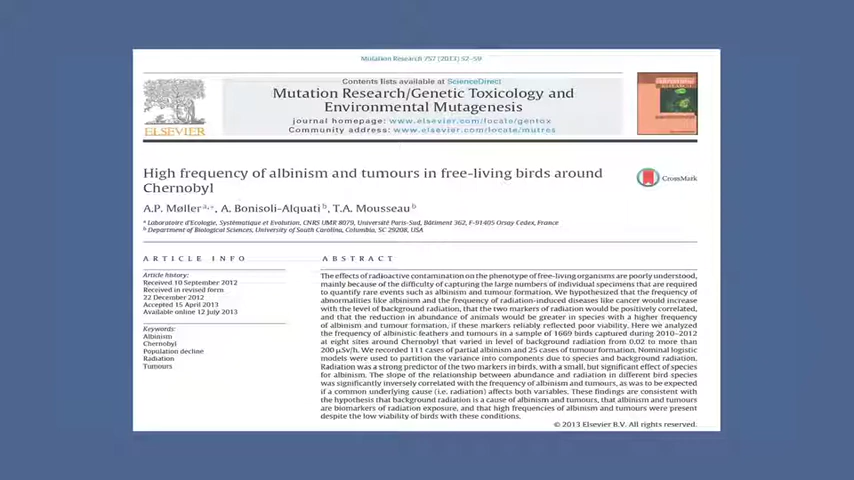 Mutation Research 757 (2013) 52–59
Contents lists available at ScienceDirect
Mutation Research/Genetic Toxicology and
Environmental Mutagenesis
journal homepage: www.elsevier.com/locate/gentox
Community address: www.elsevier.com/locate/mutres
ELSEVIER
High frequency of albinism and tumours in free-living birds around
Chernobyl
CrossMark
A.P. Møller a,*, A. Bonisoli-Alquati b, T.A. Mousseau b
a Laboratoire d'Ecologie, Systématique et Evolution, CNRS UMR 8079, Université Paris-Sud, Bâtiment 362, F-91405 Orsay Cedex, France
b Department of Biological Sciences, University of South Carolina, Columbia, SC 29208, USA
ARTICLE INFO
Article history:
Received 10 September 2012
Received in revised form
22 December 2012
Accepted 15 April 2013
Available online 12 July 2013
Keywords:
Albinism
Chernobyl
Population decline
Radiation
Tumours
ABSTRACT
The effects of radioactive contamination on the phenotype of free-living organisms are poorly understood,
mainly because of the difficulty of capturing the large numbers of individual specimens that are required
to quantify rare events such as albinism and tumour formation. We hypothesized that the frequency of
abnormalities like albinism and the frequency of radiation-induced diseases like cancer would increase
with the level of background radiation, that the two markers of radiation would be positively correlated,
and that the reduction in abundance of animals would be greater in species with a higher frequency
of albinism and tumour formation, if these markers reliably reflected poor viability. Here we analyzed
the frequency of albinistic feathers and tumours in a sample of 1669 birds captured during 2010–2012
at eight sites around Chernobyl that varied in level of background radiation from 0.02 to more than
200 μSv/h. We recorded 111 cases of partial albinism and 25 cases of tumour formation. Nominal logistic
models were used to partition the variance into components due to species and background radiation.
Radiation was a strong predictor of the two markers in birds, with a small, but significant effect of species
for albinism. The slope of the relationship between abundance and radiation in different bird species
was significantly inversely correlated with the frequency of albinism and tumours, as was to be expected
if a common underlying cause (i.e. radiation) affects both variables. These findings are consistent with
the hypothesis that background radiation is a cause of albinism and tumours, that albinism and tumours
are biomarkers of radiation exposure, and that high frequencies of albinism and tumours were present
despite the low viability of birds with these conditions.
© 2013 Elsevier B.V. All rights reserved.